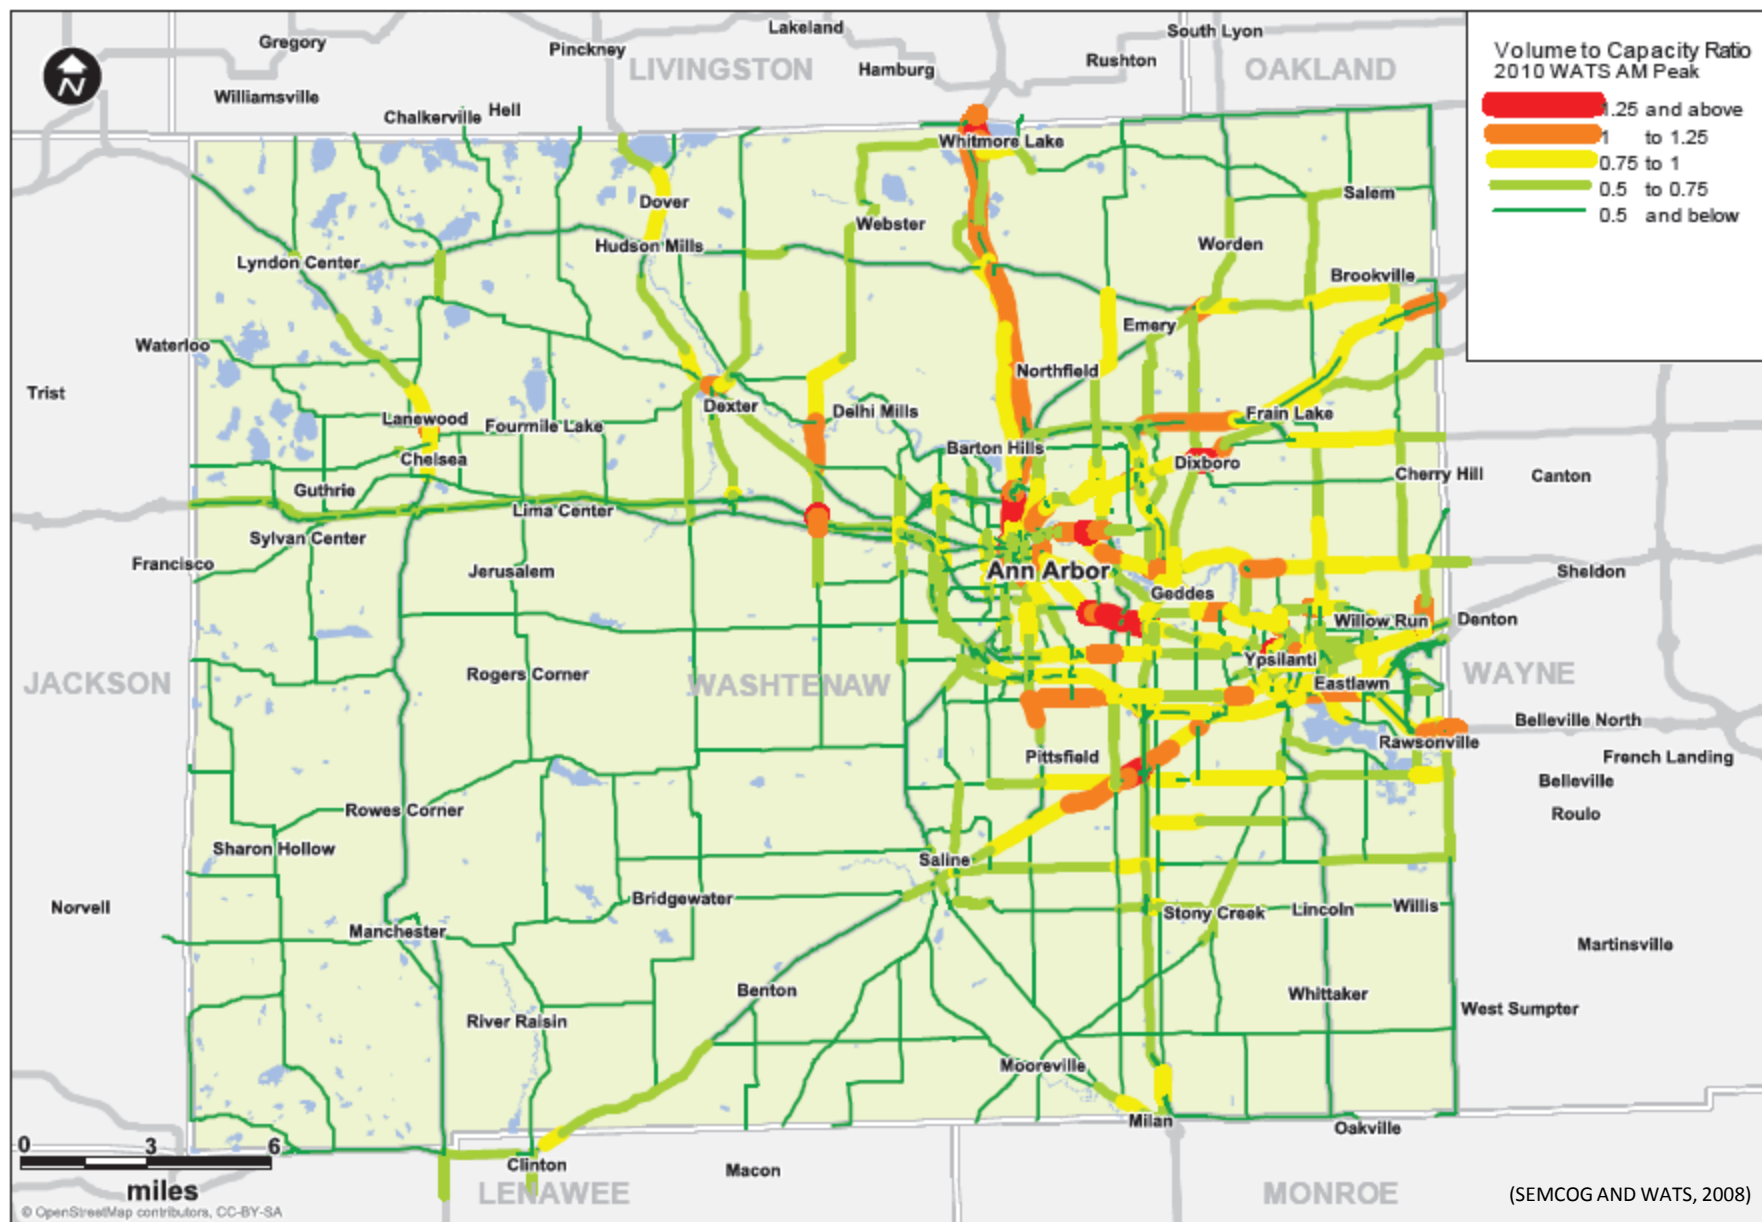 Lakeland
South Lyon
Gregory
Pinckney
Volume to Capacity Ratio
2010 WATS AM Peak
1.25 and above
1 to 1.25
0.75 to 1
0.5 to 0.75
0.5 and below
LIVINGSTON
Hamburg
Rushton
OAKLAND
N
Williamsville
Chalkerville
Hell
Whitmore Lake
Dover
Salem
Webster
Hudson Mills
Worden
Lyndon Center
Brookville
Emery
Waterloo
Northfield
Trist
Dexter
Delhi Mills
Frain Lake
Lanewood
Fourmile Lake
Barton Hills
Chelsea
Dixboro
Cherry Hill
Canton
Guthrie
Lima Center
Sylvan Center
Francisco
Jerusalem
Ann Arbor
Sheldon
Geddes
Willow Run
Denton
Ypsilanti
JACKSON
Rogers Corner
WASHTENAW
Eastlawn
WAYNE
Belleville North
Rawsonville
Pittsfield
French Landing
Belleville
Rowes Corner
Roulo
Sharon Hollow
Saline
Norvell
Bridgewater
Stony Creek
Lincoln
Willis
Manchester
Martinsville
Benton
Whittaker
West Sumpter
River Raisin
Mooreville
Milan
Oakville
0 3 6
miles
Clinton
Macon
LENAWEE
MONROE
(SEMCOG AND WATS, 2008)
© OpenStreetMap contributors, CC-BY-SA